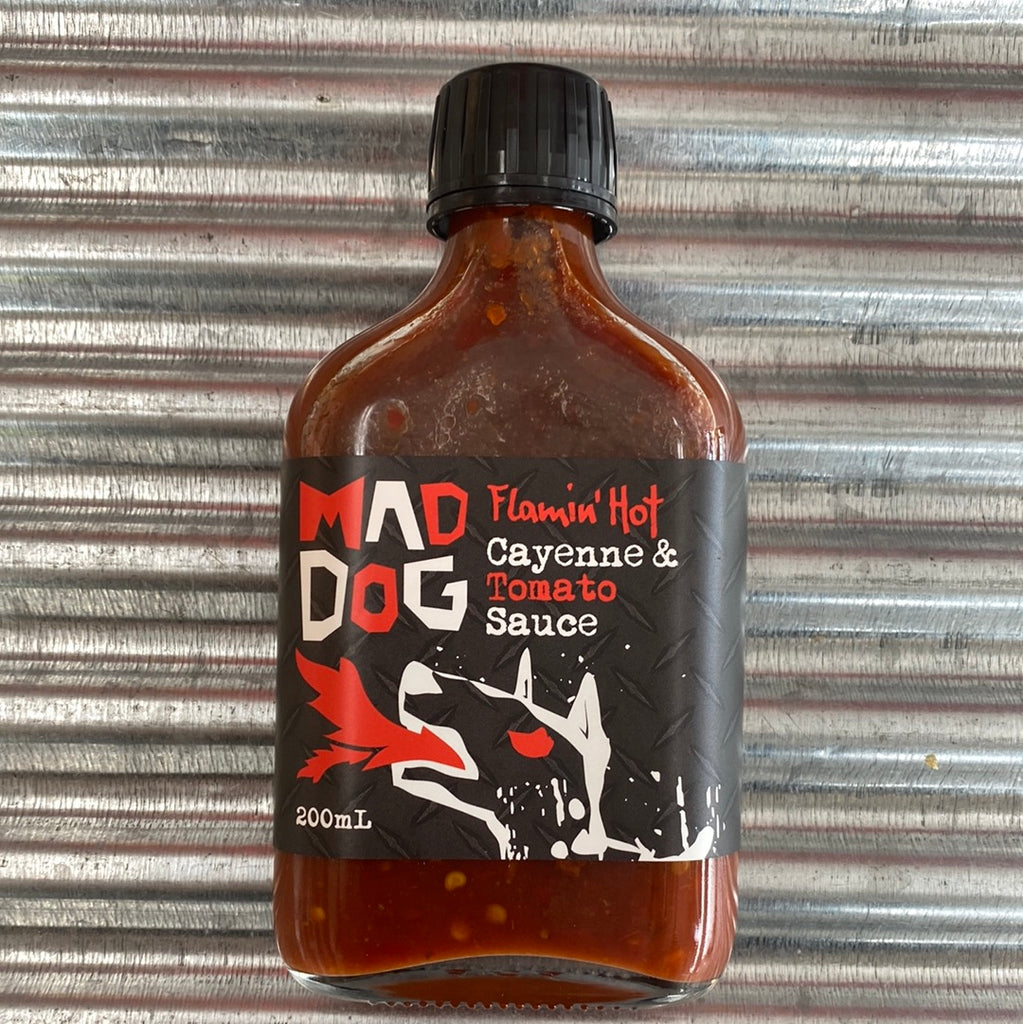 MAD
DOG
Flamin' Hot
Cayenne &
Tomato
Sauce
200mL